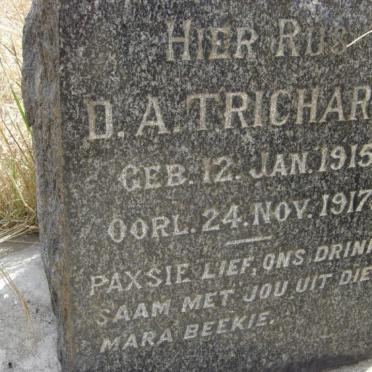 HIER RUS
D. A. TRICHAR
GEB. 12. JAN. 1915
OORL. 24. NOV. 1917
PAXSIE LIEF, ONS DRIN
SAAM MET JOU UIT DIE
MARA BEEKIE.